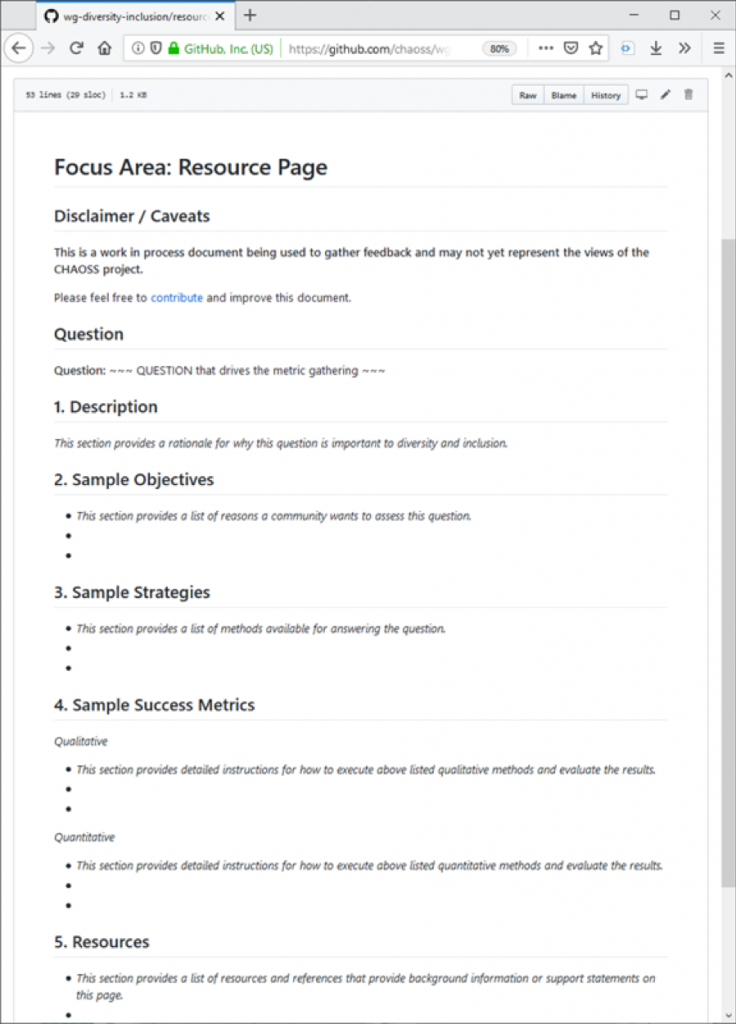 wg-diversity-inclusion/resourc
GitHub, Inc. (US)
https://github.com/chaoss/wg
80%
53 lines (29 sloc)
1.2 KB
Raw
Blame
History
Focus Area: Resource Page
Disclaimer / Caveats
This is a work in process document being used to gather feedback and may not yet represent the views of the
CHAOSS project.
Please feel free to contribute and improve this document.
Question
Question: ~~~ QUESTION that drives the metric gathering ~~~
1. Description
This section provides a rationale for why this question is important to diversity and inclusion.
2. Sample Objectives
• This section provides a list of reasons a community wants to assess this question.
•
•
3. Sample Strategies
• This section provides a list of methods available for answering the question.
•
•
4. Sample Success Metrics
Qualitative
• This section provides detailed instructions for how to execute above listed qualitative methods and evaluate the results.
•
•
Quantitative
• This section provides detailed instructions for how to execute above listed quantitative methods and evaluate the results.
•
•
5. Resources
• This section provides a list of resources and references that provide background information or support statements on
this page.
•